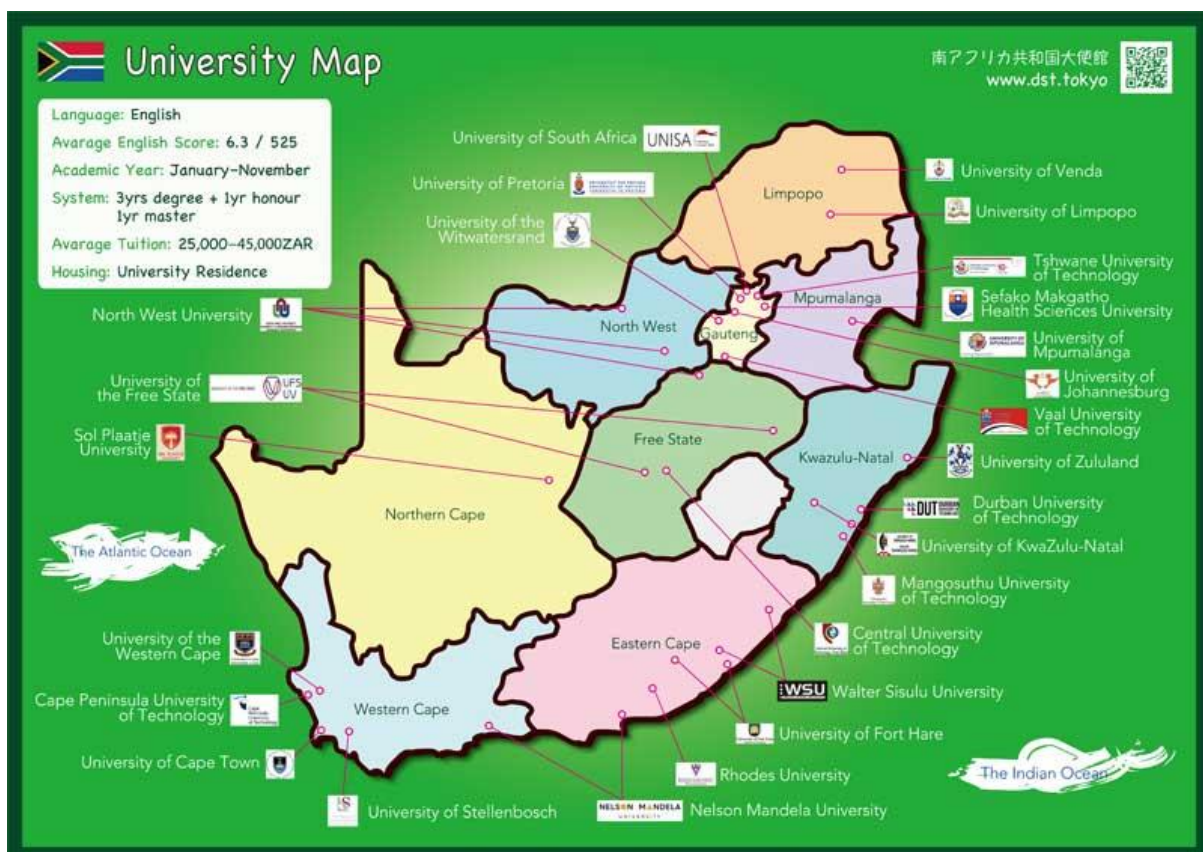 University Map
南アフリカ共和国大使館
www.dst.tokyo
Language: English
Avarage English Score: 6.3 / 525
Academic Year: January-November
System: 3yrs degree + 1yr honour
1yr master
Avarage Tuition: 25,000-45,000ZAR
Housing: University Residence
University of South Africa
UNISA
University of Pretoria
University of the
Witwatersrand
North West University
University of
the Free State
UFS
UV
Sol Plaatje
University
The Atlantic Ocean
University of the
Western Cape
Cape Peninsula University
of Technology
University of Cape Town
University of Stellenbosch
Limpopo
North West
Gauteng
Mpumalanga
Free State
Kwazulu-Natal
Northern Cape
Eastern Cape
Western Cape
University of Venda
University of Limpopo
Tshwane University
of Technology
Sefako Makgatho
Health Sciences University
UNIVERSITY OF
MPUMALANGA
University of
Mpumalanga
University of
Johannesburg
Vaal University
of Technology
University of Zululand
DUT
Durban University
of Technology
University of KwaZulu-Natal
Mangosuthu University
of Technology
Central University
of Technology
WSU
Walter Sisulu University
University of Fort Hare
Rhodes University
NELSON MANDELA
UNIVERSITY
Nelson Mandela University
The Indian Ocean